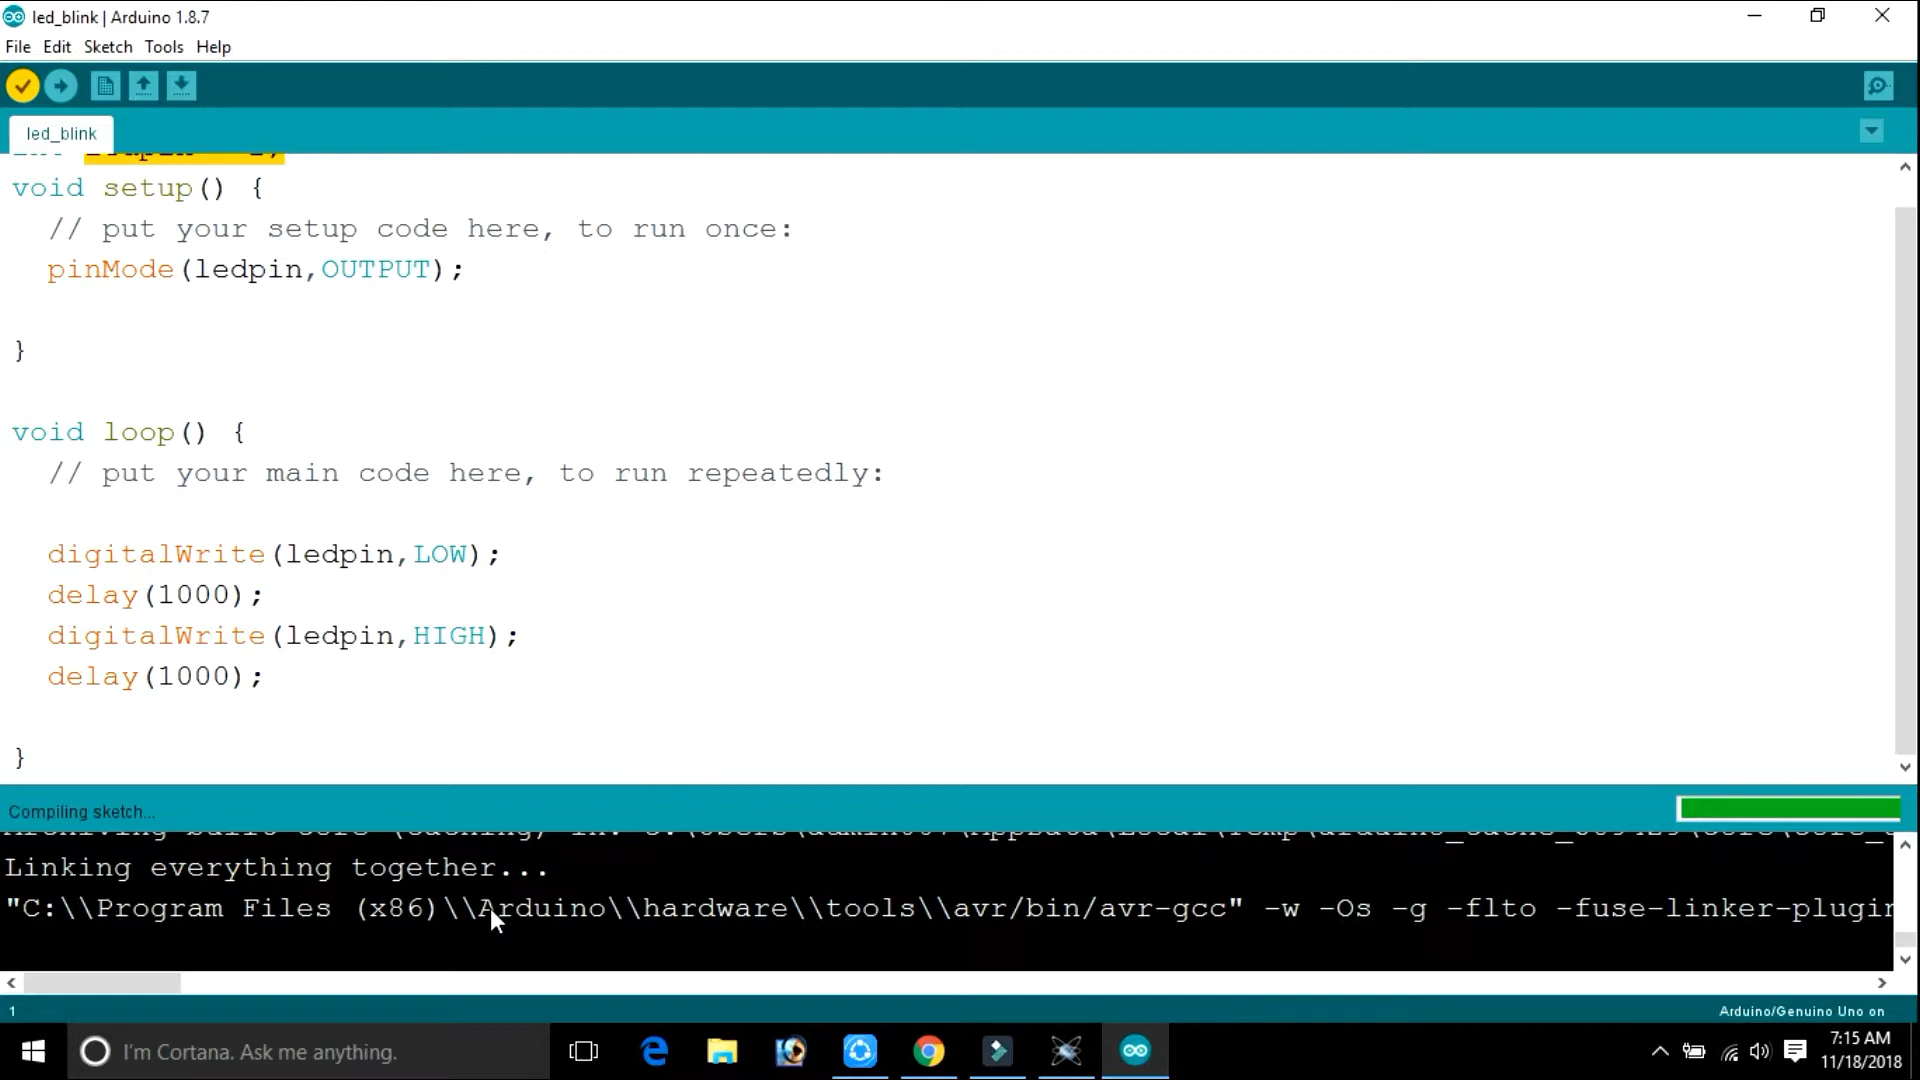 led_blink | Arduino 1.8.7
File Edit Sketch Tools Help
led_blink
void setup() {
// put your setup code here, to run once:
pinMode(ledpin,OUTPUT);
}
void loop() {
// put your main code here, to run repeatedly:
digitalWrite(ledpin,LOW);
delay(1000);
digitalWrite(ledpin,HIGH);
delay(1000);
}
Compiling sketch...
Linking everything together...
"C:\\Program Files (x86)\\Arduino\\hardware\\tools\\avr/bin/avr-gcc" -w -Os -g -flto -fuse-linker-plugin
1
Arduino/Genuino Uno on
I'm Cortana. Ask me anything.
7:15 AM
11/18/2018